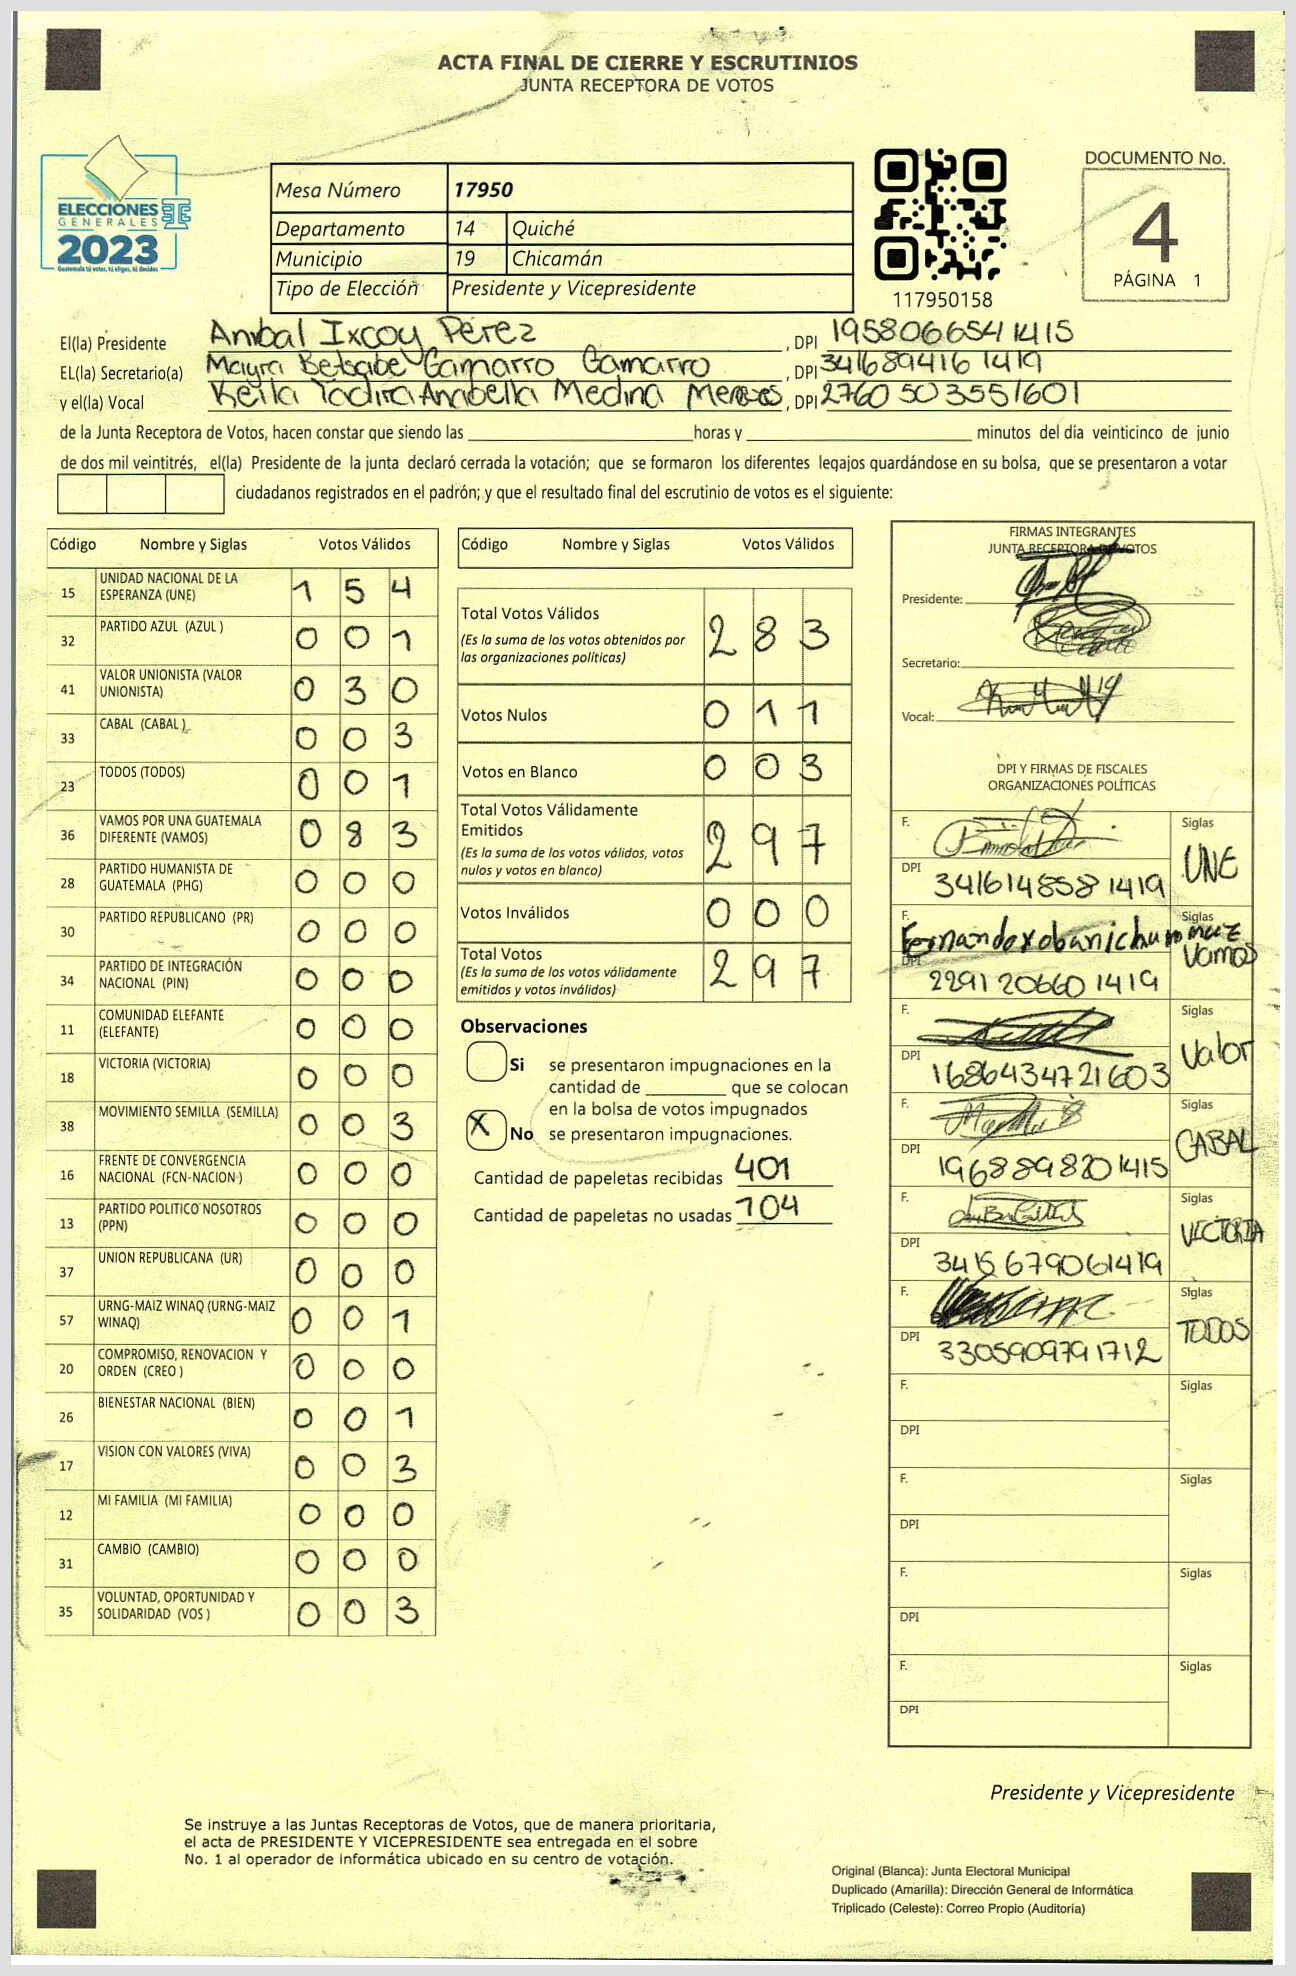 ACTA FINAL DE CIERRE Y ESCRUTINIOS
JUNTA RECEPTORA DE VOTOS
ELECCIONES
GENERALES
2023
Guatemala tú votas, tú eliges, tú decides
Mesa Número 17950
Departamento 14 Quiché
Municipio 19 Chicamán
Tipo de Elección Presidente y Vicepresidente
117950158
DOCUMENTO No.
4
PÁGINA 1
El(la) Presidente Anibal Ixcoy Pérez, DPI 1958066541415
EL(la) Secretario(a) Mayra Betsabe Gamarro Gamarro, DPI 3416894161419
y el(la) Vocal Keila Yadira Anabella Medina, DPI 2760503551601
de la Junta Receptora de Votos, hacen constar que siendo las horas y minutos del día veinticinco de junio
de dos mil veintitrés, el(la) Presidente de la junta declaró cerrada la votación; que se formaron los diferentes legajos guardándose en su bolsa, que se presentaron a votar
ciudadanos registrados en el padrón; y que el resultado final del escrutinio de votos es el siguiente:
Código Nombre y Siglas Votos Válidos
15 UNIDAD NACIONAL DE LA ESPERANZA (UNE) 1 5 4
32 PARTIDO AZUL (AZUL ) 0 0 1
41 VALOR UNIONISTA (VALOR UNIONISTA) 0 3 0
33 CABAL (CABAL ) 0 0 3
23 TODOS (TODOS) 0 0 1
36 VAMOS POR UNA GUATEMALA DIFERENTE (VAMOS) 0 8 3
28 PARTIDO HUMANISTA DE GUATEMALA (PHG) 0 0 0
30 PARTIDO REPUBLICANO (PR) 0 0 0
34 PARTIDO DE INTEGRACIÓN NACIONAL (PIN) 0 0 0
11 COMUNIDAD ELEFANTE (ELEFANTE) 0 0 0
18 VICTORIA (VICTORIA) 0 0 0
38 MOVIMIENTO SEMILLA (SEMILLA) 0 0 3
16 FRENTE DE CONVERGENCIA NACIONAL (FCN-NACION ) 0 0 0
13 PARTIDO POLITICO NOSOTROS (PPN) 0 0 0
37 UNION REPUBLICANA (UR) 0 0 0
57 URNG-MAIZ WINAQ (URNG-MAIZ WINAQ) 0 0 1
20 COMPROMISO, RENOVACION Y ORDEN (CREO ) 0 0 0
26 BIENESTAR NACIONAL (BIEN) 0 0 1
17 VISION CON VALORES (VIVA) 0 0 3
12 MI FAMILIA (MI FAMILIA) 0 0 0
31 CAMBIO (CAMBIO) 0 0 0
35 VOLUNTAD, OPORTUNIDAD Y SOLIDARIDAD (VOS ) 0 0 3
Código Nombre y Siglas Votos Válidos
Total Votos Válidos 2 8 3
(Es la suma de los votos obtenidos por
las organizaciones políticas)
Votos Nulos 0 1 1
Votos en Blanco 0 0 3
Total Votos Válidamente
Emitidos 2 9 7
(Es la suma de los votos válidos, votos
nulos y votos en blanco)
Votos Inválidos 0 0 0
Total Votos 2 9 7
(Es la suma de los votos válidamente
emitidos y votos inválidos)
Observaciones
Si se presentaron impugnaciones en la
cantidad de que se colocan
en la bolsa de votos impugnados
X No se presentaron impugnaciones.
Cantidad de papeletas recibidas 401
Cantidad de papeletas no usadas 104
FIRMAS INTEGRANTES
JUNTA RECEPTORA DE VOTOS
Presidente:
Secretario:
Vocal:
DPI Y FIRMAS DE FISCALES
ORGANIZACIONES POLÍTICAS
F. Siglas UNE
DPI 3416148581419
F. Fernando Siglas Vamos
DPI 2291206601419
F. Siglas Valor
DPI 1686434721603
F. Siglas CABAL
DPI 1968898201415
F. Siglas VICTORIA
DPI 3415679061419
F. Siglas TODOS
DPI 3305909791712
F. Siglas
DPI
F. Siglas
DPI
F. Siglas
DPI
F. Siglas
DPI
Presidente y Vicepresidente
Se instruye a las Juntas Receptoras de Votos, que de manera prioritaria,
el acta de PRESIDENTE Y VICEPRESIDENTE sea entregada en el sobre
No. 1 al operador de informática ubicado en su centro de votación.
Original (Blanca): Junta Electoral Municipal
Duplicado (Amarilla): Dirección General de Informática
Triplicado (Celeste): Correo Propio (Auditoría)